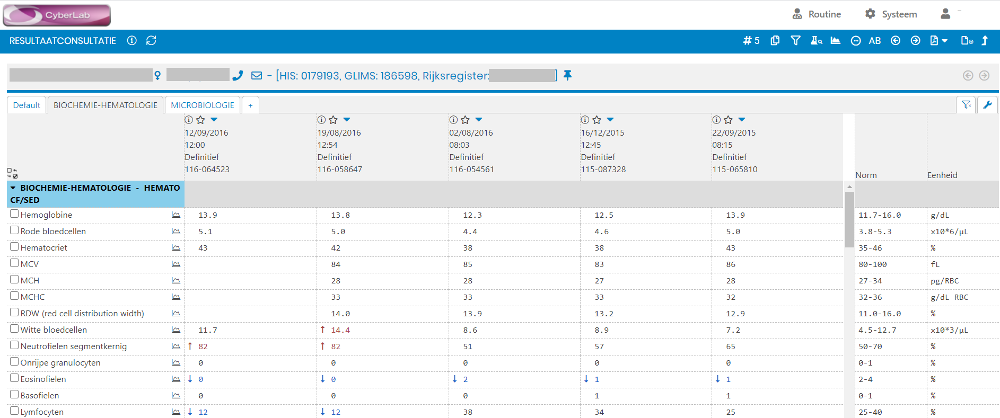 CyberLab
Routine Systeem –
RESULTAATCONSULTATIE # 5 AB
– [HIS: 0179193, GLIMS: 186598, Rijksregister: ]
Default BIOCHEMIE-HEMATOLOGIE MICROBIOLOGIE +
12/09/2016 19/08/2016 02/08/2016 16/12/2015 22/09/2015
12:00 12:54 08:03 12:45 08:15
Definitief Definitief Definitief Definitief Definitief
116-064523 116-058647 116-054561 115-087328 115-065810
Norm Eenheid
BIOCHEMIE-HEMATOLOGIE - HEMATO
CF/SED
Hemoglobine 13.9 13.8 12.3 12.5 13.9 11.7-16.0 g/dL
Rode bloedcellen 5.1 5.0 4.4 4.6 5.0 3.8-5.3 x10*6/µL
Hematocriet 43 42 38 38 43 35-46 %
MCV 84 85 83 86 80-100 fL
MCH 28 28 27 28 27-34 pg/RBC
MCHC 33 33 33 32 32-36 g/dL RBC
RDW (red cell distribution width) 14.0 13.9 13.2 12.9 11.0-16.0 %
Witte bloedcellen 11.7 ↑ 14.4 8.6 8.9 7.2 4.5-12.7 x10*3/µL
Neutrofielen segmentkernig ↑ 82 ↑ 82 51 57 65 50-70 %
Onrijpe granulocyten 0 0 0 0 0 0-1 %
Eosinofielen ↓ 0 ↓ 0 ↓ 2 ↓ 1 ↓ 1 2-4 %
Basofielen 0 0 0 1 1 0-1 %
Lymfocyten ↓ 12 ↓ 12 38 34 25 25-40 %